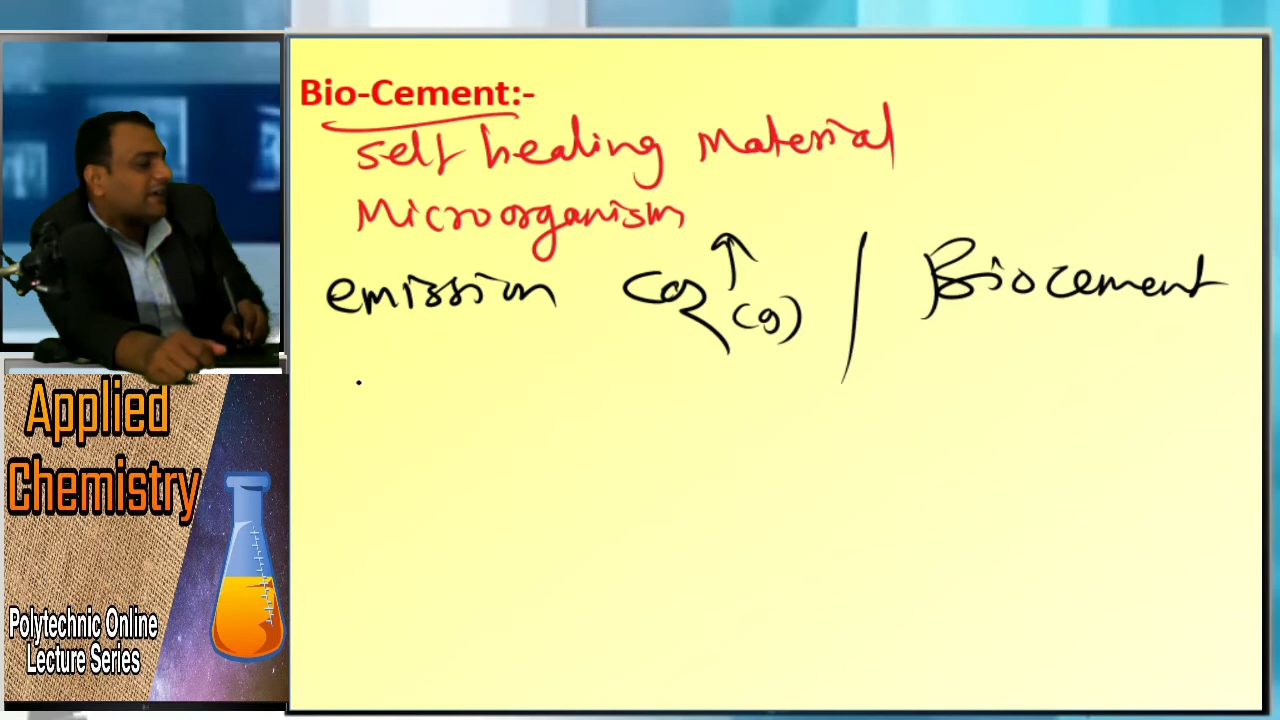 Bio-Cement:-
self healing Material
Microorganism
emission CO2(g) ↑ / Biocement
Applied
Chemistry
Polytechnic Online
Lecture Series